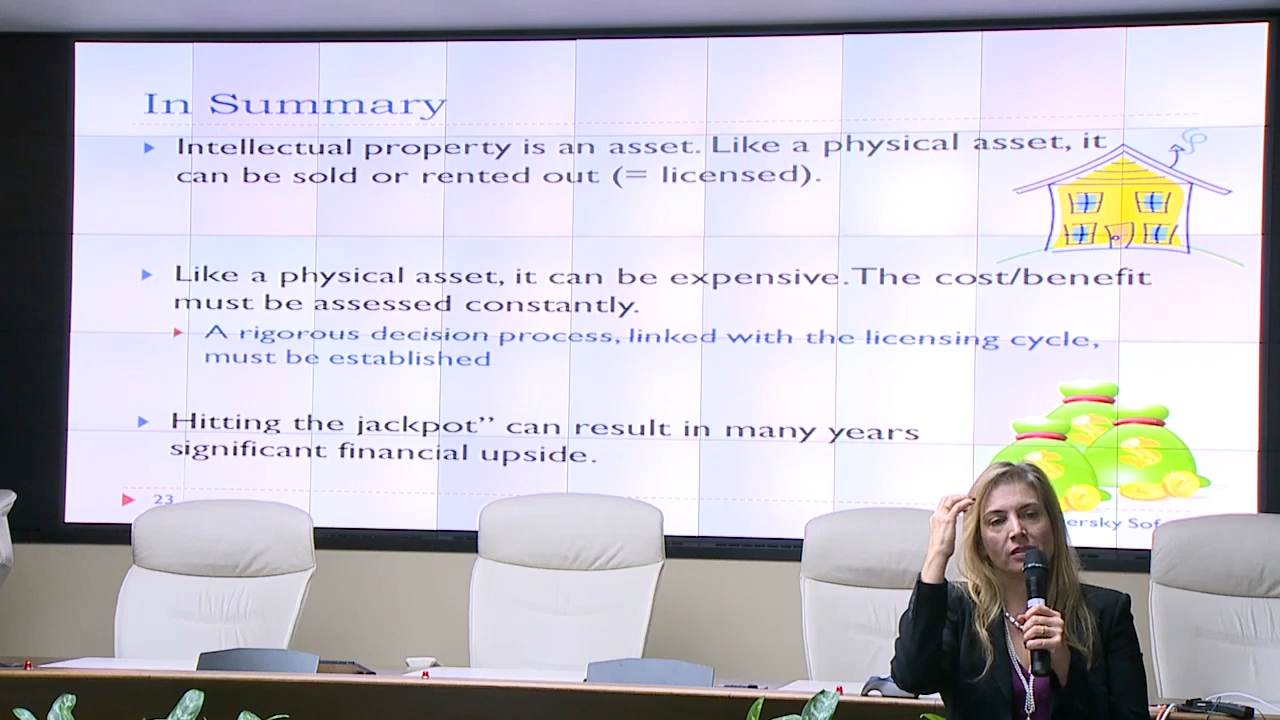 In Summary
Intellectual property is an asset. Like a physical asset, it
can be sold or rented out (= licensed).
Like a physical asset, it can be expensive. The cost/benefit
must be assessed constantly.
A rigorous decision process, linked with the licensing cycle,
must be established
Hitting the jackpot” can result in many years
significant financial upside.
23
ersky Sof